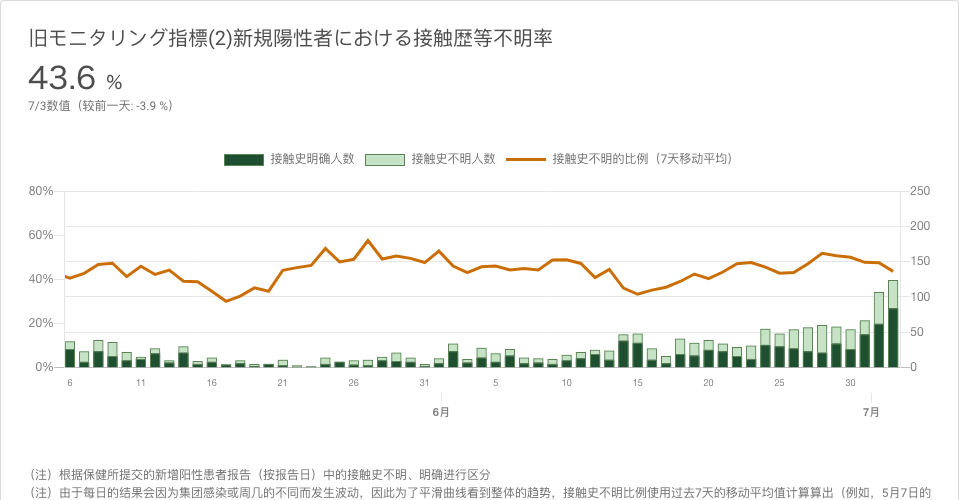 旧モニタリング指標(2)新規陽性者における接触歴等不明率
43.6 %
7/3数值（较前一天: -3.9 %）
接触史明确人数 接触史不明人数 接触史不明的比例（7天移动平均）
80% 250
200
60%
150
40%
100
20%
50
0% 0
6 11 16 21 26 31 5 10 15 20 25 30
6月 7月
（注）根据保健所提交的新增阳性患者报告（按报告日）中的接触史不明、明确进行区分
（注）由于每日的结果会因为集团感染或周几的不同而发生波动，因此为了平滑曲线看到整体的趋势，接触史不明比例使用过去7天的移动平均值计算算出（例如，5月7日的